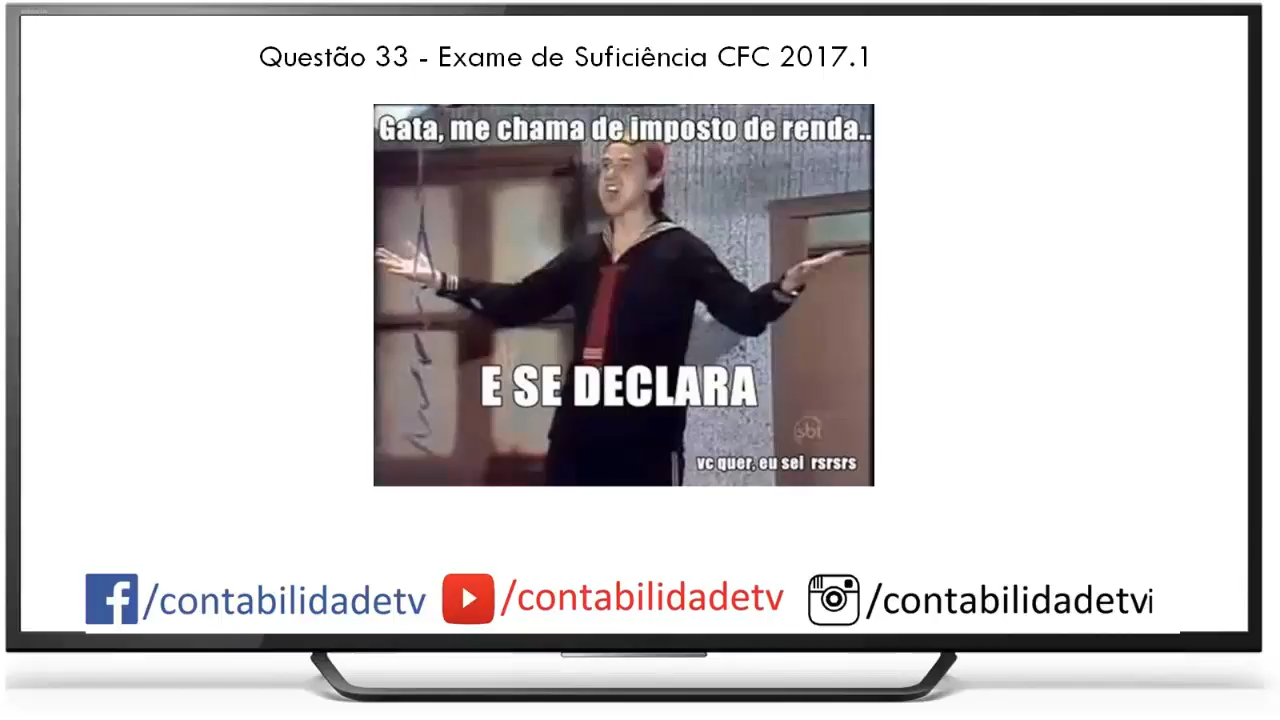 Questão 33 - Exame de Suficiência CFC 2017.1
Gata, me chama de imposto de renda..
E SE DECLARA
sbt
vc quer, eu sei rsrsrs
/contabilidadetv
/contabilidadetv
/contabilidadetvi